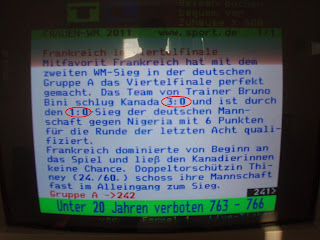 FRAUEN-WM 2011 www.sport.de 1/1
Frankreich im Viertelfinale
Mitfavorit Frankreich hat mit dem
zweiten WM-Sieg in der deutschen
Gruppe A das Viertelfinale perfekt
gemacht. Das Team von Trainer Bruno
Bini schlug Kanada 3:0 und ist durch
den 1:0 Sieg der deutschen Mann-
schaft gegen Nigeria mit 6 Punkten
für die Runde der letzten Acht quali-
fiziert.
Frankreich dominierte von Beginn an
das Spiel und ließ den Kanadierinnen
keine Chance. Doppeltorschützin Thi-
ney (24./60.) schoss ihre Mannschaft
fast im Alleingang zum Sieg.
Gruppe A ->242 241>
Unter 20 Jahren verboten 763 - 766